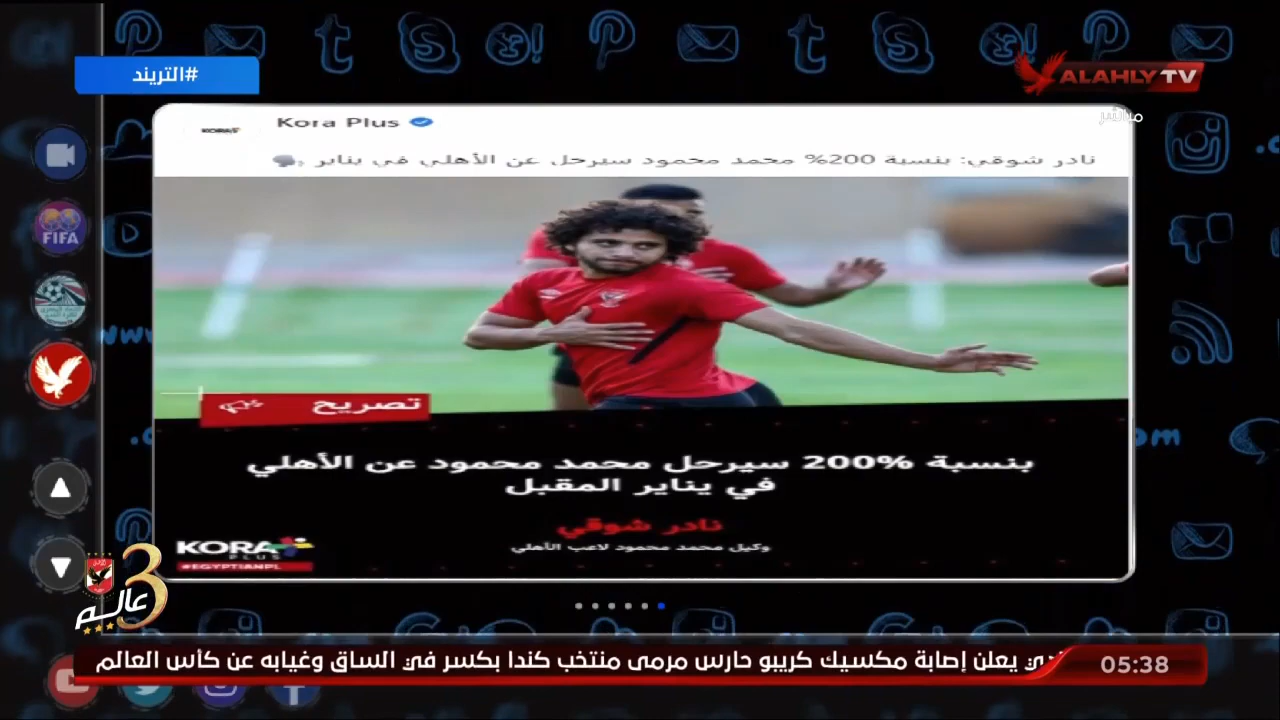 #التريند
ALAHLY TV
مباشر
Kora Plus
نادر شوقي: بنسبة 200% محمد محمود سيرحل عن الأهلي في يناير
FIFA
تصريح
بنسبة 200% سيرحل محمد محمود عن الأهلي
في يناير المقبل
نادر شوقي
وكيل محمد محمود لاعب الأهلي
KORA
PLUS
#EGYPTIANPL
3 عالم
يعلن إصابة مكسيك كريبو حارس مرمى منتخب كندا بكسر في الساق وغيابه عن كأس العالم
05:38